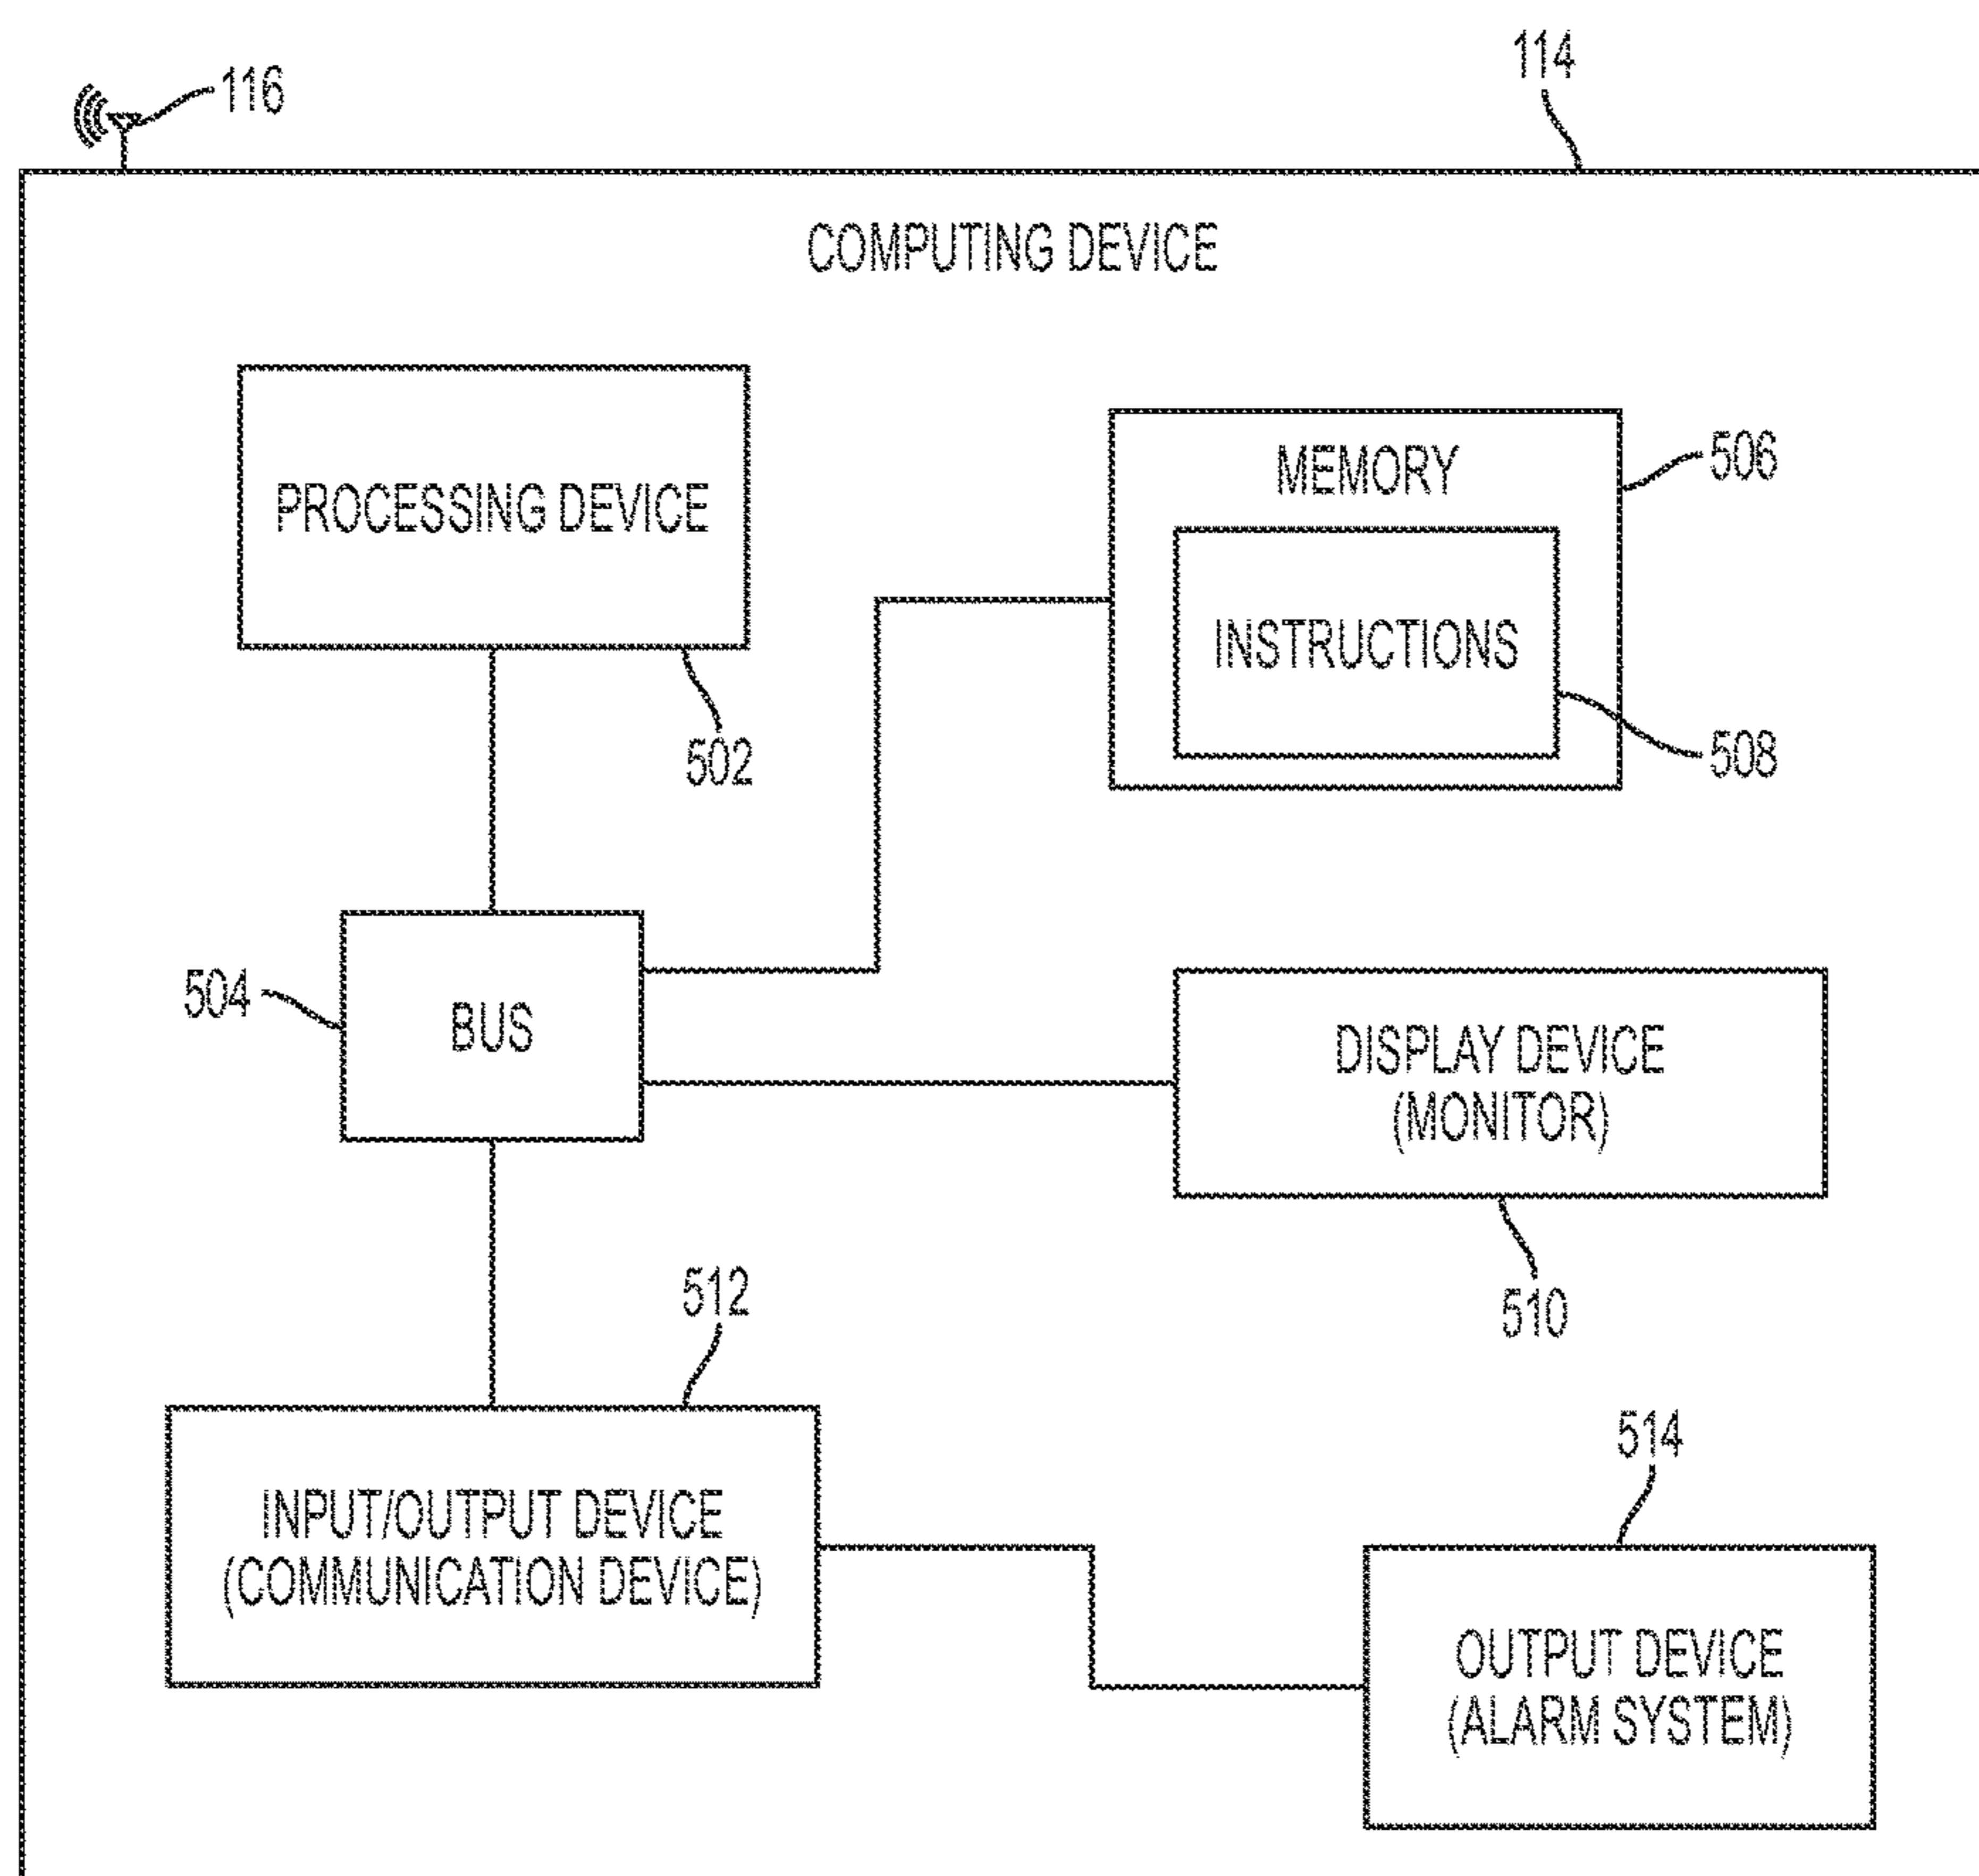 114
116
COMPUTING DEVICE
PROCESSING DEVICE
MEMORY
506
INSTRUCTIONS
502
508
504
BUS
DISPLAY DEVICE
(MONITOR)
512
510
514
INPUT/OUTPUT DEVICE
(COMMUNICATION DEVICE)
OUTPUT DEVICE
(ALARM SYSTEM)